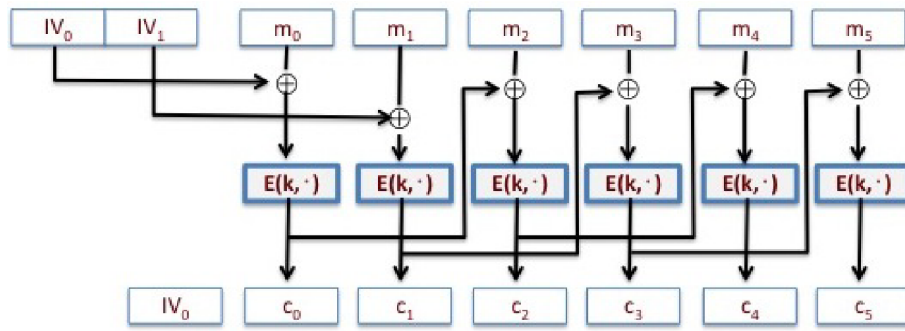 IV₀ IV₁ m₀ m₁ m₂ m₃ m₄ m₅
E(k,·) E(k,·) E(k,·) E(k,·) E(k,·) E(k,·)
IV₀ c₀ c₁ c₂ c₃ c₄ c₅